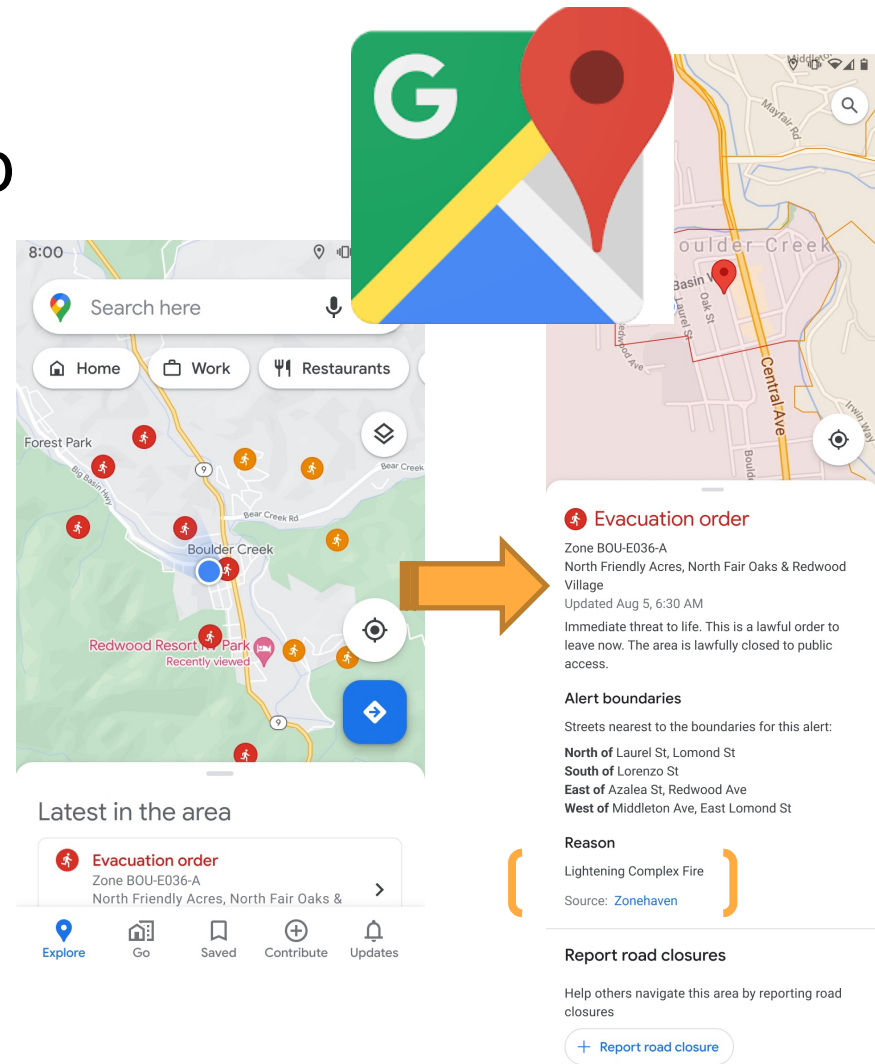 G
8:00
Search here
Home
Work
Restaurants
Forest Park
Big Basin Hwy
9
Bear Creek
Bear Creek Rd
Boulder Creek
Redwood Resort RV Park
Recently viewed
9
Latest in the area
Evacuation order
Zone BOU-E036-A
North Friendly Acres, North Fair Oaks &
Explore
Go
Saved
Contribute
Updates
Mayfair Rd
oulder Creek
Basin
Laurel St
Oak St
edwood Ave
Central Ave
Irwin Way
Evacuation order
Zone BOU-E036-A
North Friendly Acres, North Fair Oaks & Redwood
Village
Updated Aug 5, 6:30 AM
Immediate threat to life. This is a lawful order to
leave now. The area is lawfully closed to public
access.
Alert boundaries
Streets nearest to the boundaries for this alert:
North of Laurel St, Lomond St
South of Lorenzo St
East of Azalea St, Redwood Ave
West of Middleton Ave, East Lomond St
Reason
Lightening Complex Fire
Source: Zonehaven
Report road closures
Help others navigate this area by reporting road
closures
+ Report road closure